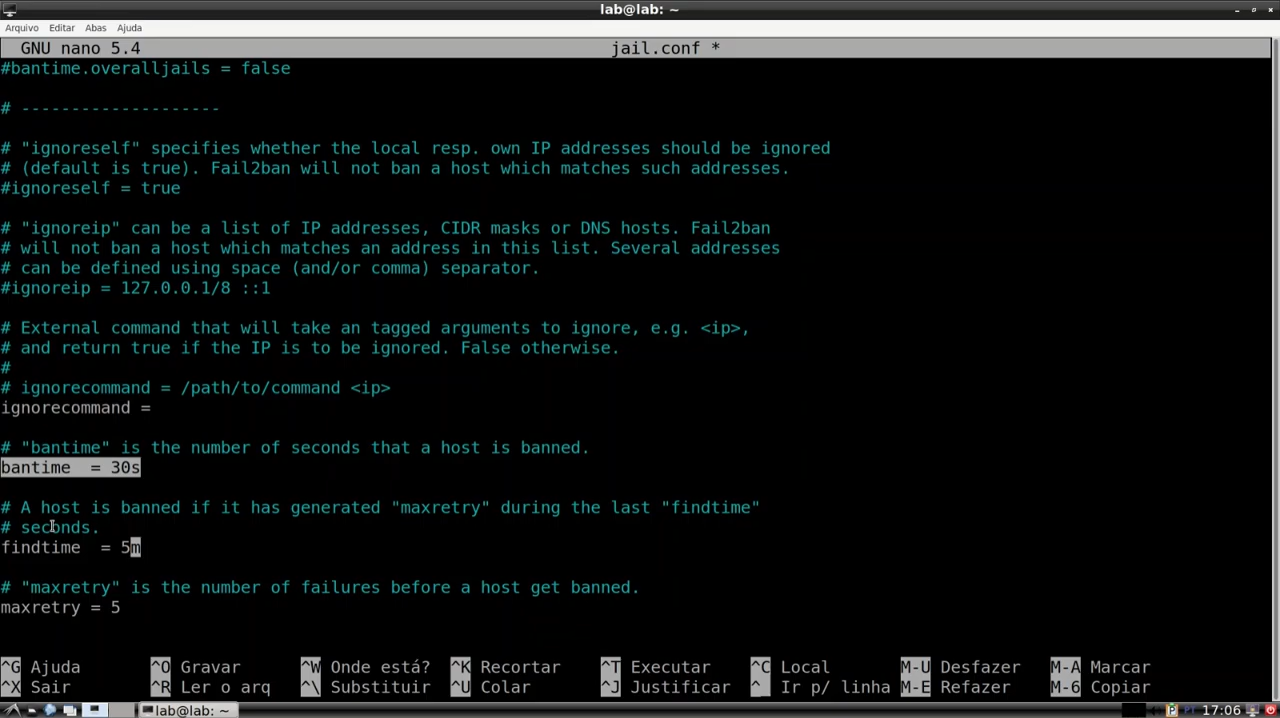 lab@lab: ~
Arquivo Editar Abas Ajuda
GNU nano 5.4 jail.conf *
#bantime.overalljails = false
# --------------------
# "ignoreself" specifies whether the local resp. own IP addresses should be ignored
# (default is true). Fail2ban will not ban a host which matches such addresses.
#ignoreself = true
# "ignoreip" can be a list of IP addresses, CIDR masks or DNS hosts. Fail2ban
# will not ban a host which matches an address in this list. Several addresses
# can be defined using space (and/or comma) separator.
#ignoreip = 127.0.0.1/8 ::1
# External command that will take an tagged arguments to ignore, e.g. <ip>,
# and return true if the IP is to be ignored. False otherwise.
#
# ignorecommand = /path/to/command <ip>
ignorecommand =
# "bantime" is the number of seconds that a host is banned.
bantime  = 30s
# A host is banned if it has generated "maxretry" during the last "findtime"
# seconds.
findtime  = 5m
# "maxretry" is the number of failures before a host get banned.
maxretry = 5
^G Ajuda ^O Gravar ^W Onde está? ^K Recortar ^T Executar ^C Local M-U Desfazer M-A Marcar
^X Sair ^R Ler o arq ^\ Substituir ^U Colar ^J Justificar ^_ Ir p/ linha M-E Refazer M-6 Copiar
lab@lab: ~ PT 17:06